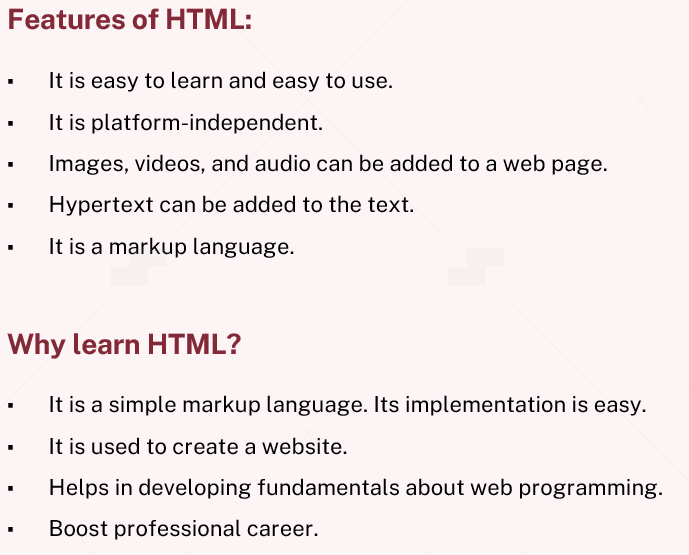 Features of HTML:
▪ It is easy to learn and easy to use.
▪ It is platform-independent.
▪ Images, videos, and audio can be added to a web page.
▪ Hypertext can be added to the text.
▪ It is a markup language.
Why learn HTML?
▪ It is a simple markup language. Its implementation is easy.
▪ It is used to create a website.
▪ Helps in developing fundamentals about web programming.
▪ Boost professional career.